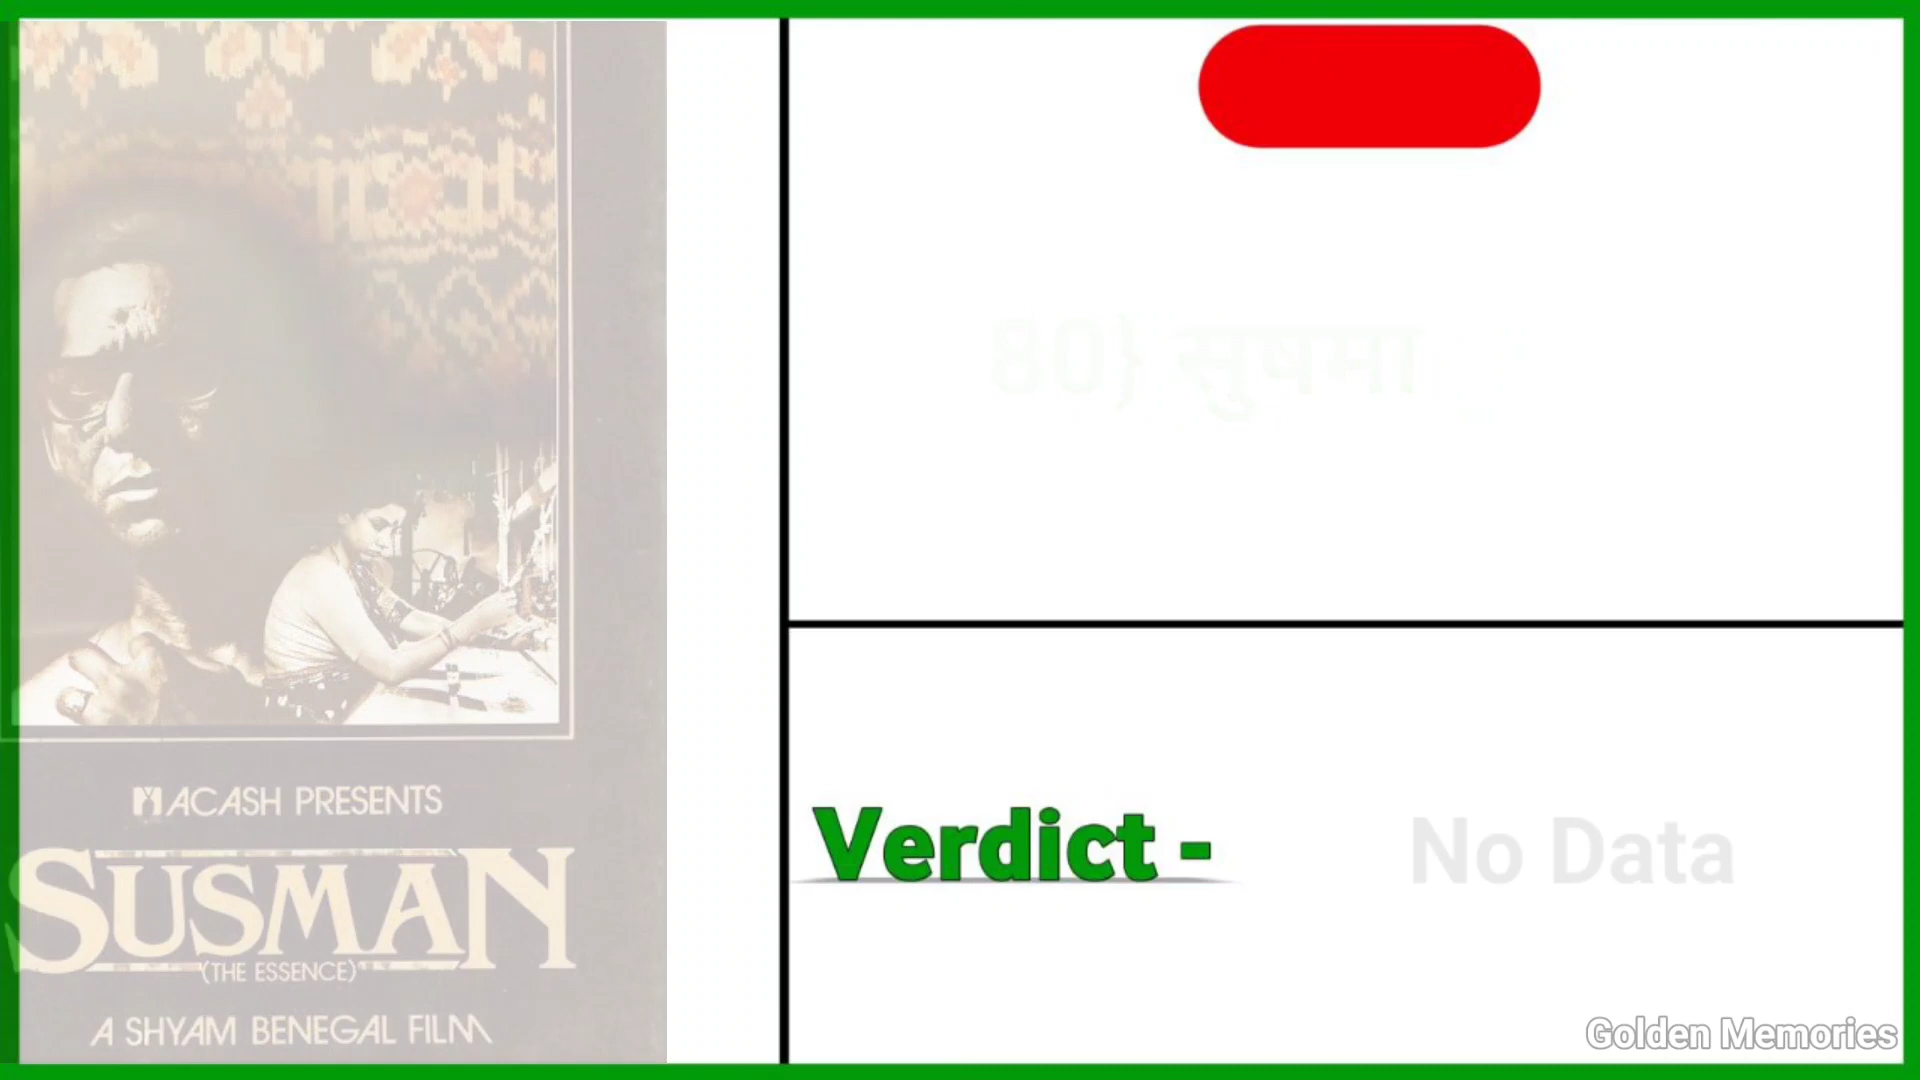 ACASH PRESENTS
SUSMAN
(THE ESSENCE)
A SHYAM BENEGAL FILM
80} सुषमा
Verdict -
No Data
Golden Memories